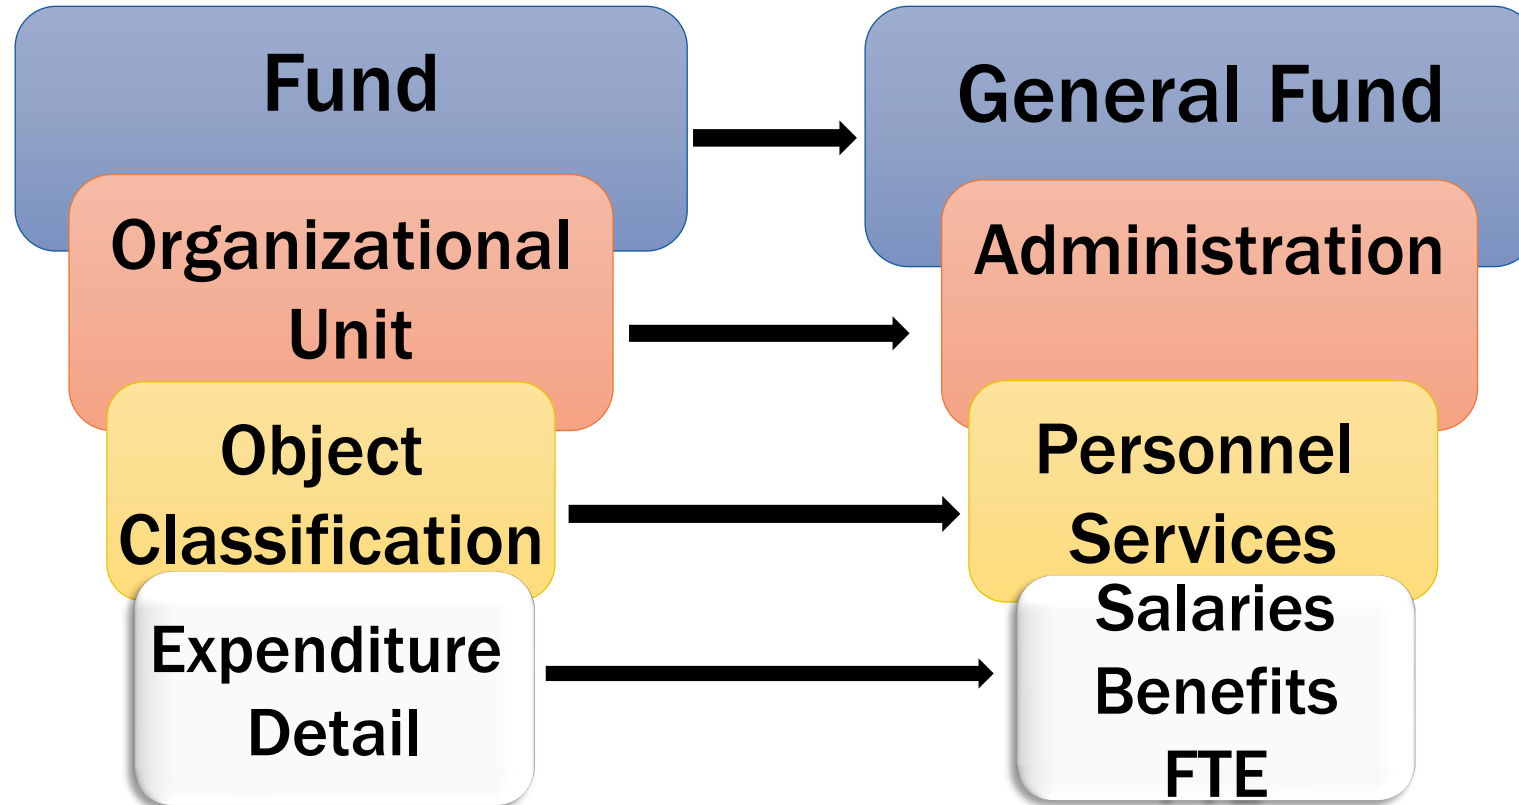 Fund
General Fund
Organizational
Unit
Administration
Object
Classification
Personnel
Services
Expenditure
Detail
Salaries
Benefits
FTE